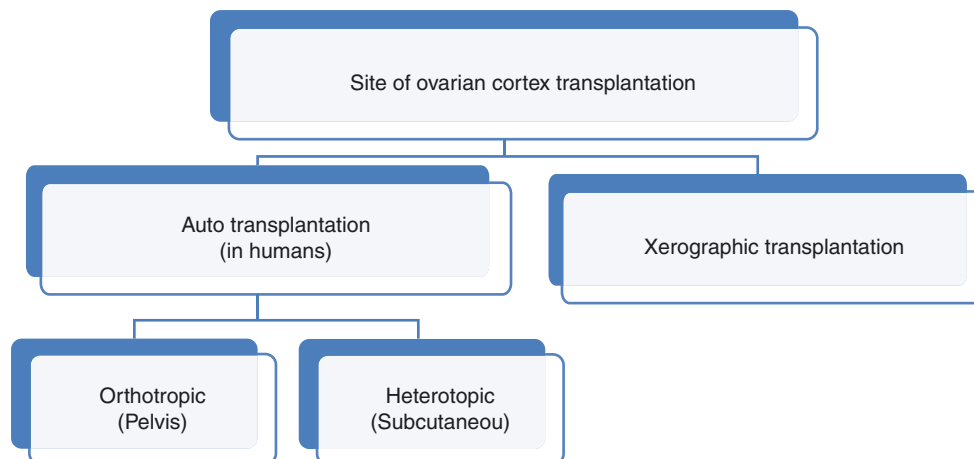 Site of ovarian cortex transplantation
Auto transplantation
(in humans)
Xerographic transplantation
Orthotropic
(Pelvis)
Heterotopic
(Subcutaneou)